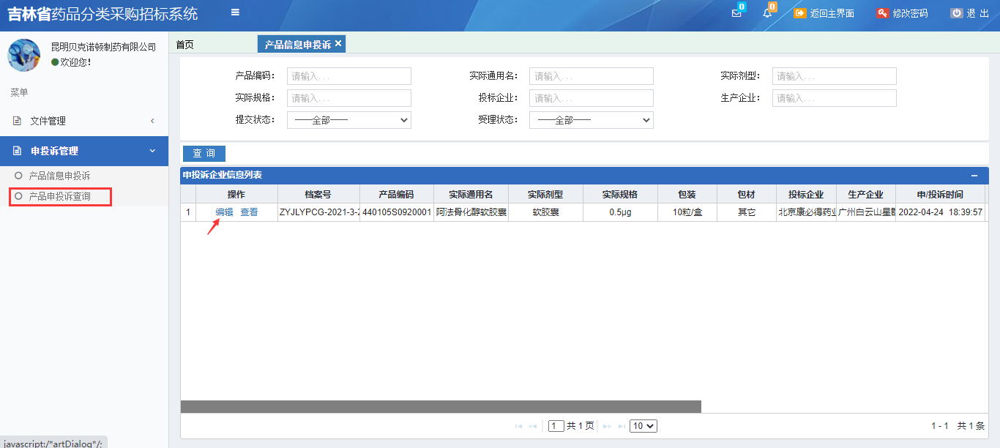 吉林省药品分类采购招标系统
0
0
返回主界面
修改密码
退 出
昆明贝克诺顿制药有限公司
欢迎您!
菜单
文件管理
申投诉管理
产品信息申投诉
产品申投诉查询
首页
产品信息申投诉
产品编码: 请输入...
实际通用名: 请输入...
实际剂型: 请输入...
实际规格: 请输入...
投标企业: 请输入...
生产企业: 请输入...
提交状态: ——全部——
受理状态: ——全部——
查 询
申投诉企业信息列表
操作 档案号 产品编码 实际通用名 实际剂型 实际规格 包装 包材 投标企业 生产企业 申/投诉时间
1 编辑 查看 ZYJLYPCG-2021-3-2 440105S0920001 阿法骨化醇软胶囊 软胶囊 0.5μg 10粒/盒 其它 北京康必得药业 广州白云山星群 2022-04-24 18:39:57
1 共 1 页 10
1 - 1 共 1 条
javascript:/*artDialog*/;